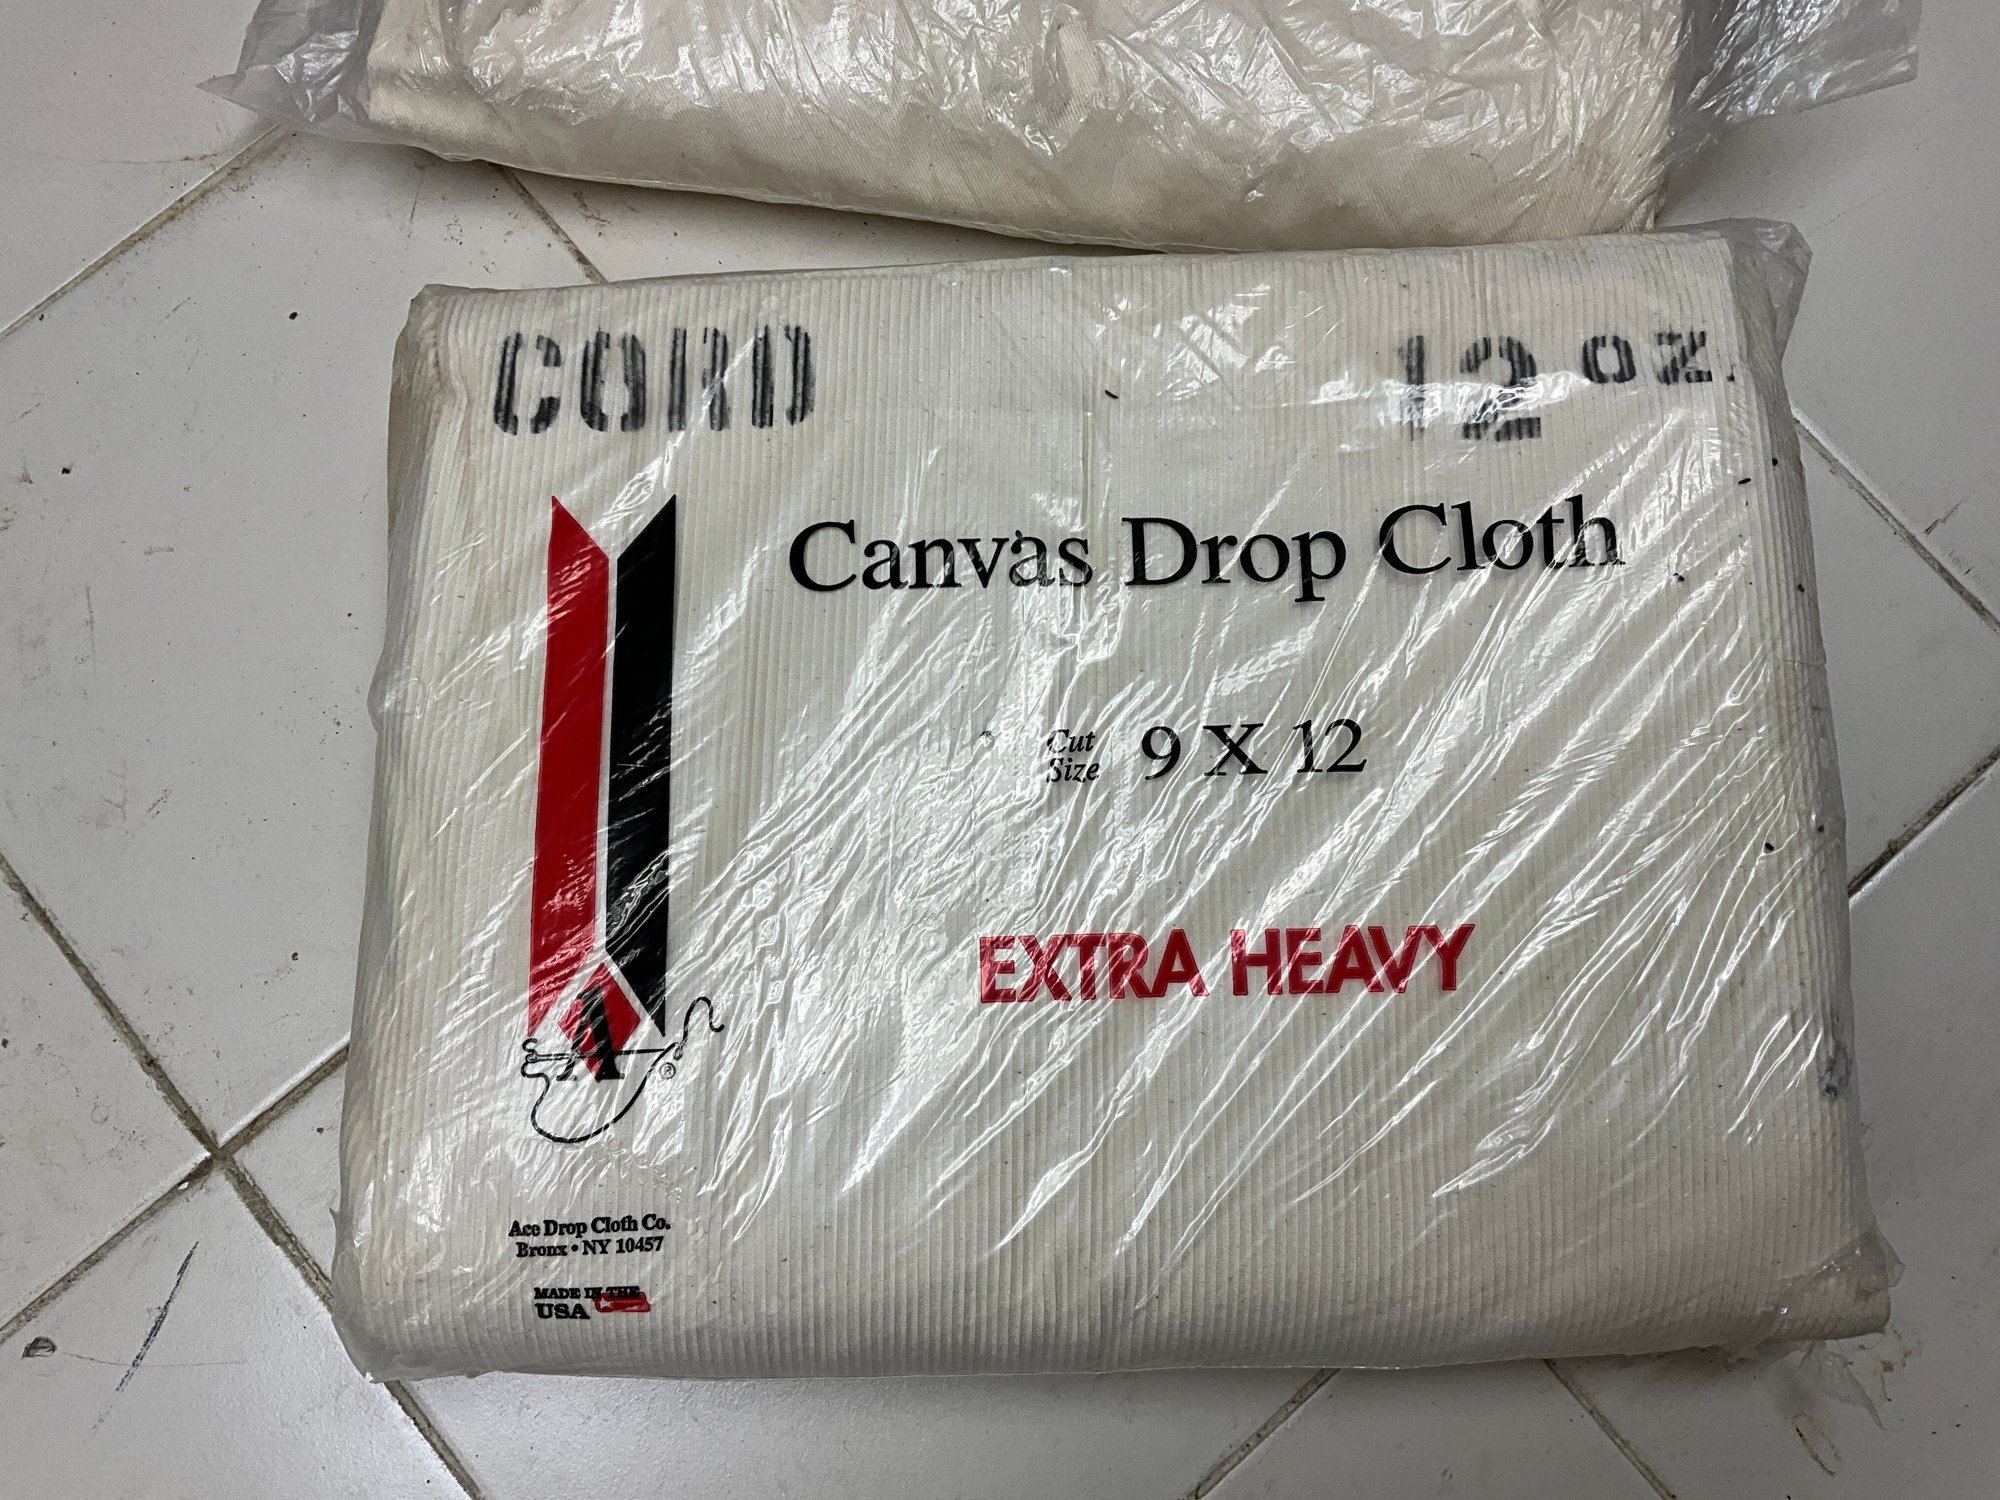 CORD 12 OZ.
Canvas Drop Cloth
Cut
Size 9 X 12
EXTRA HEAVY
A
®
Ace Drop Cloth Co.
Bronx • NY 10457
MADE IN THE
USA